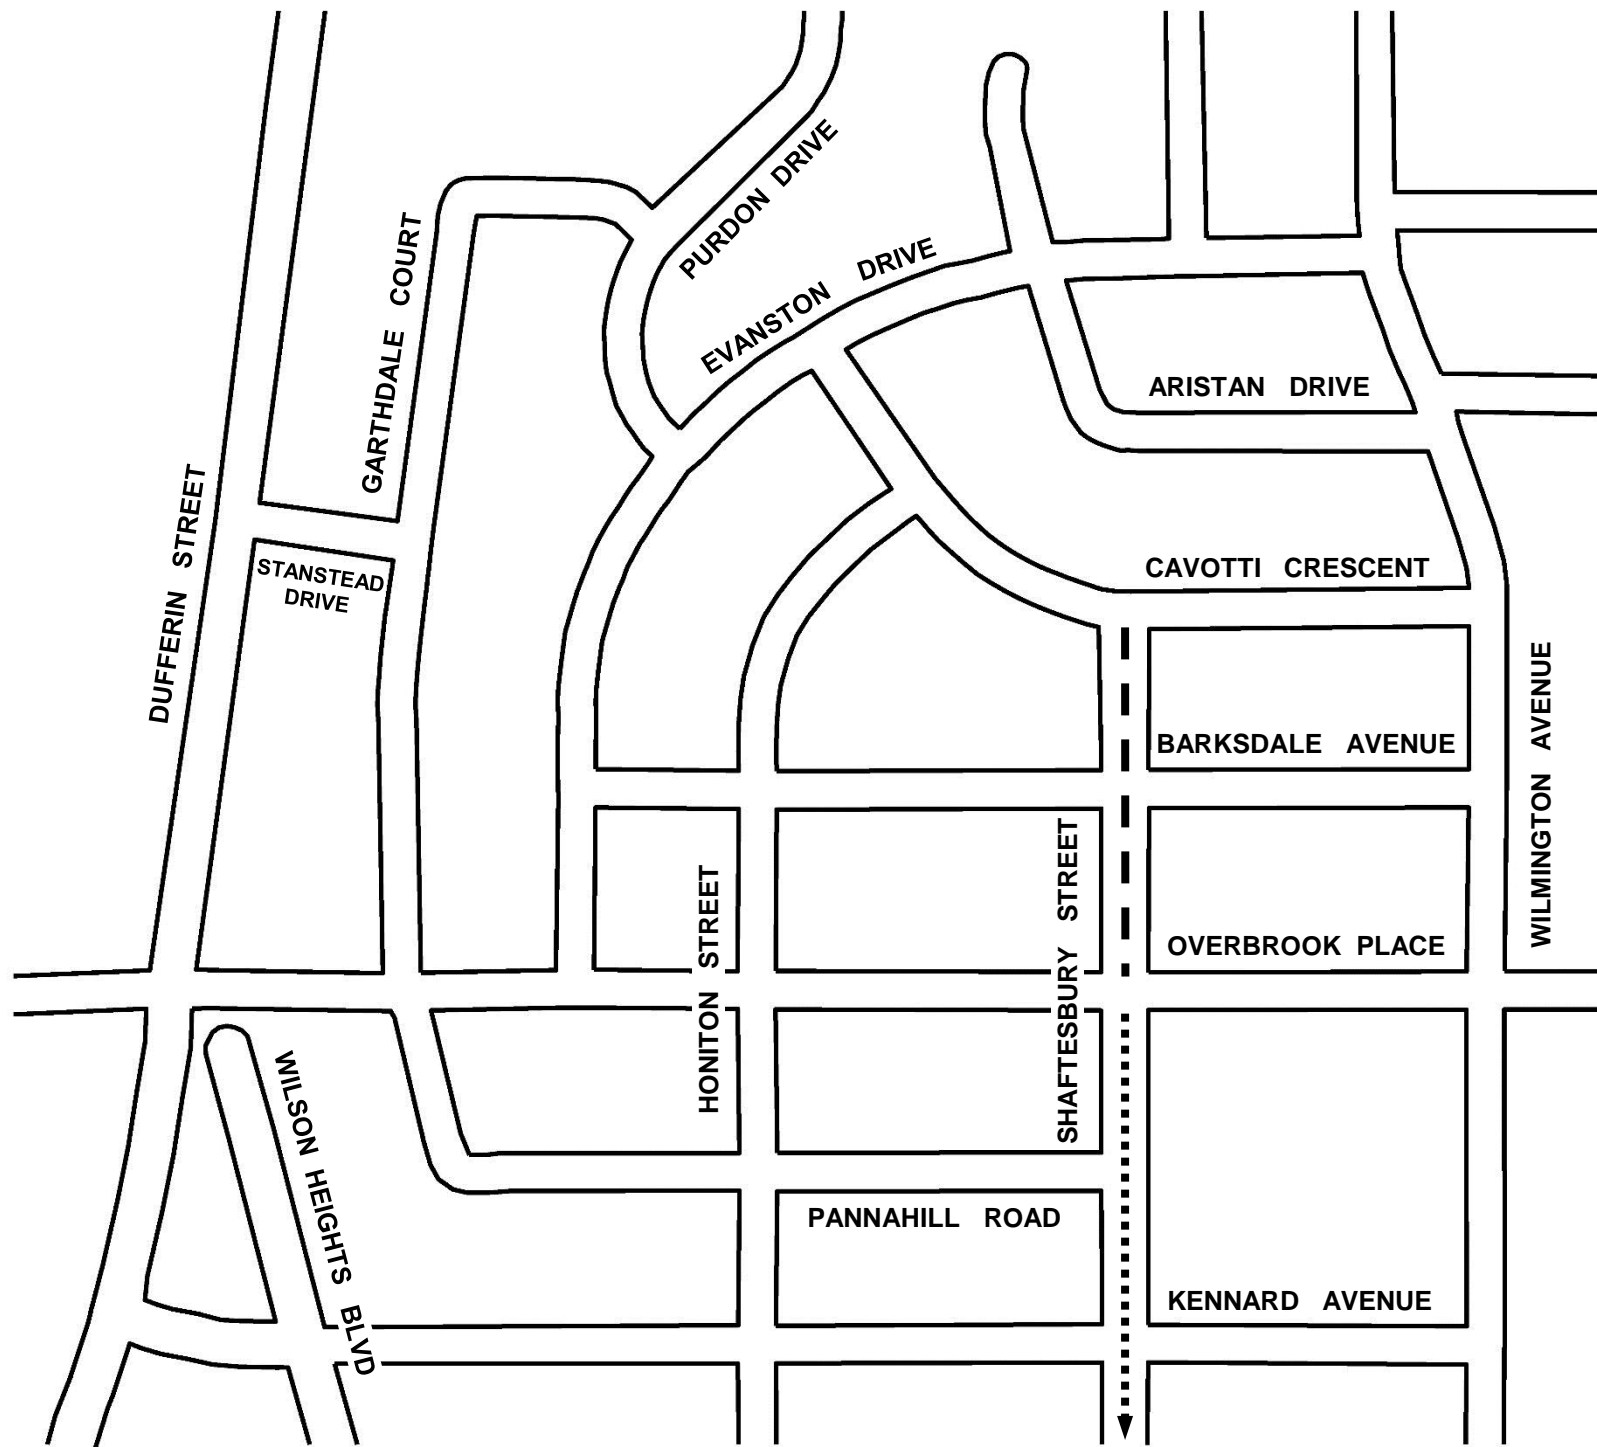 PURDON DRIVE
EVANSTON DRIVE
GARTHDALE COURT
ARISTAN DRIVE
DUFFERIN STREET
STANSTEAD
DRIVE
CAVOTTI CRESCENT
BARKSDALE AVENUE
WILMINGTON AVENUE
HONITON STREET
SHAFTESBURY STREET
OVERBROOK PLACE
WILSON HEIGHTS BLVD
PANNAHILL ROAD
KENNARD AVENUE